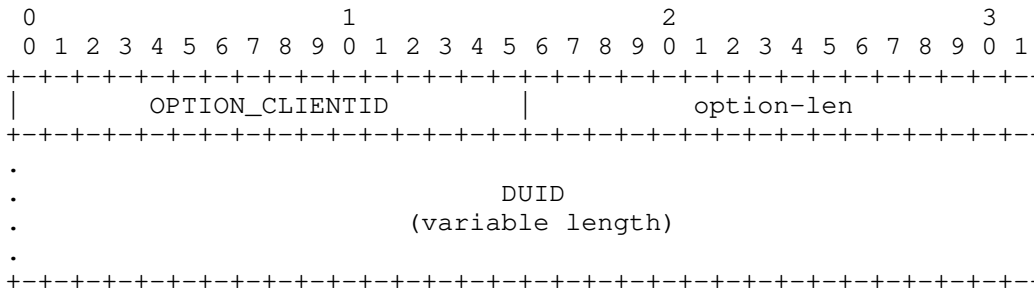 0                   1                   2                   3
 0 1 2 3 4 5 6 7 8 9 0 1 2 3 4 5 6 7 8 9 0 1 2 3 4 5 6 7 8 9 0 1
+-+-+-+-+-+-+-+-+-+-+-+-+-+-+-+-+-+-+-+-+-+-+-+-+-+-+-+-+-+-+-+-
|        OPTION_CLIENTID        |          option-len
+-+-+-+-+-+-+-+-+-+-+-+-+-+-+-+-+-+-+-+-+-+-+-+-+-+-+-+-+-+-+-+-
.
.                              DUID
.                        (variable length)
.
+-+-+-+-+-+-+-+-+-+-+-+-+-+-+-+-+-+-+-+-+-+-+-+-+-+-+-+-+-+-+-+-